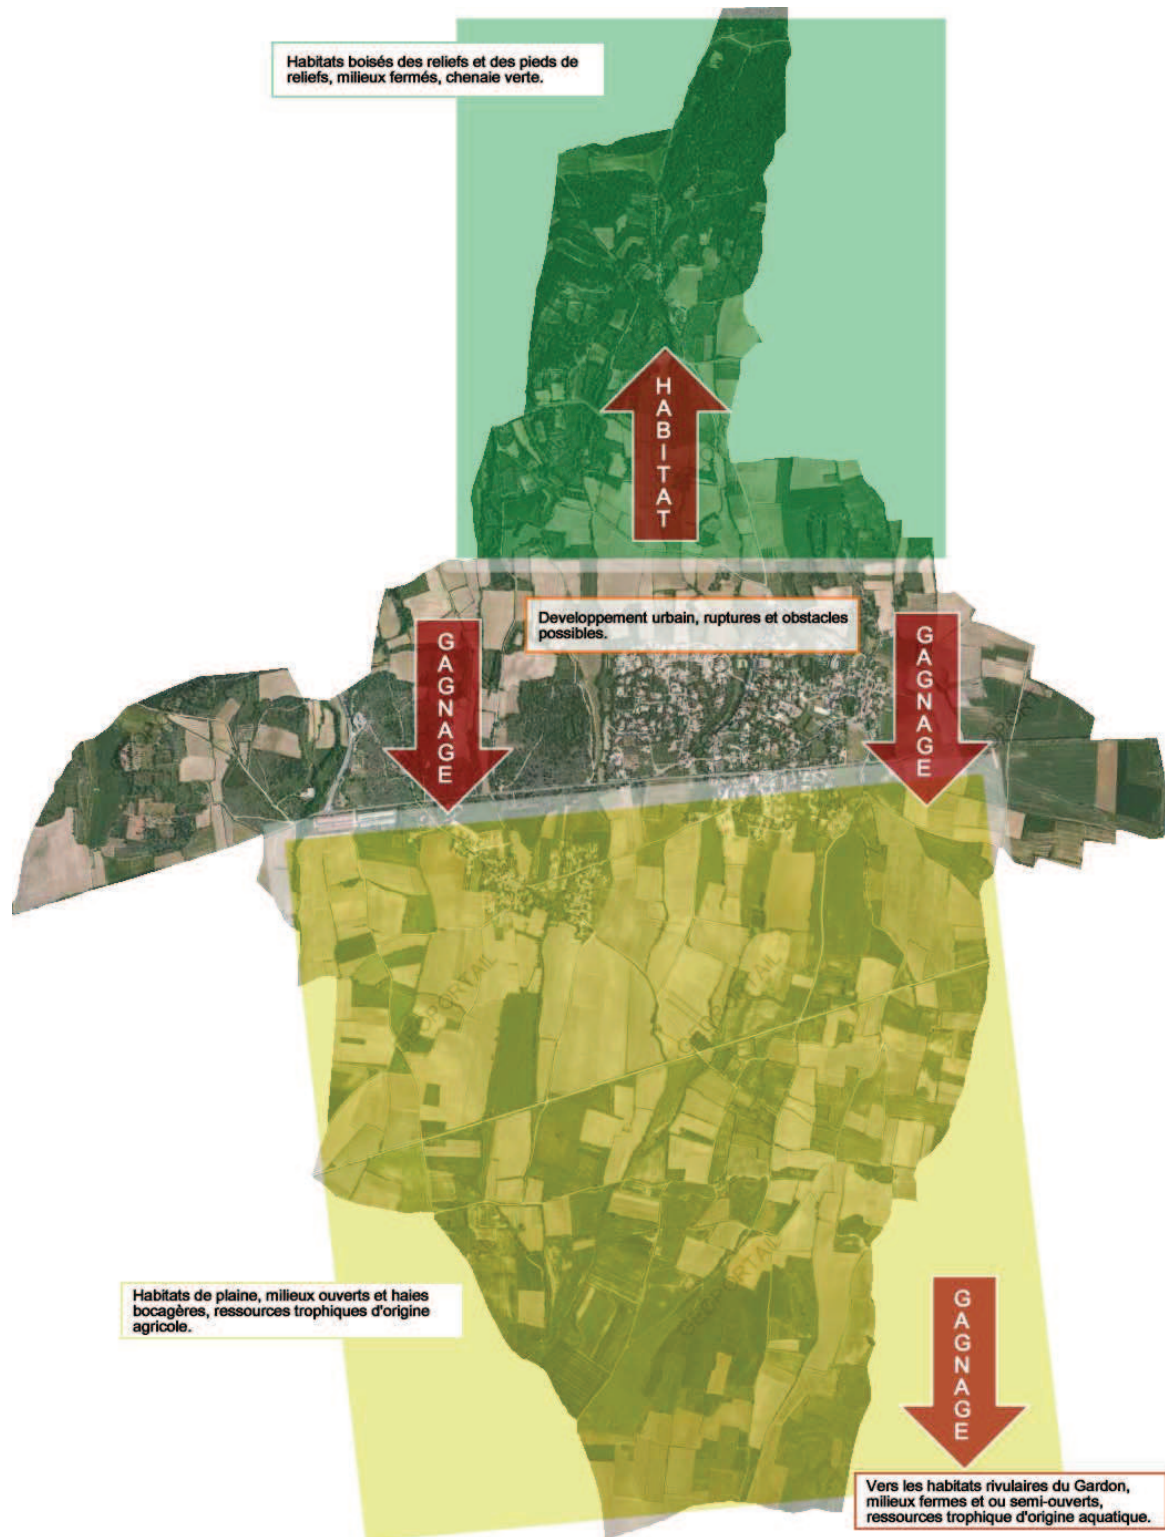 Habitats boisés des reliefs et des pieds de
reliefs, milieux fermés, chenaie verte.
HABITAT
Developpement urbain, ruptures et obstacles
possibles.
GAGNAGE
GAGNAGE
Habitats de plaine, milieux ouverts et haies
bocagères, ressources trophiques d'origine
agricole.
GAGNAGE
Vers les habitats rivulaires du Gardon,
milieux fermes et ou semi-ouverts,
ressources trophique d'origine aquatique.